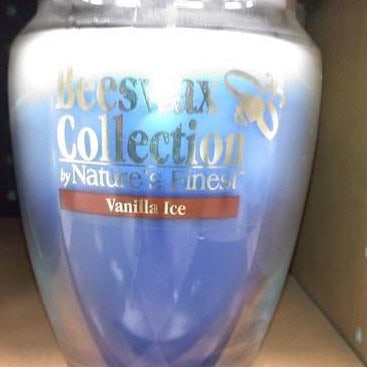 Beeswax
Collection
by Nature's Finest
Vanilla Ice